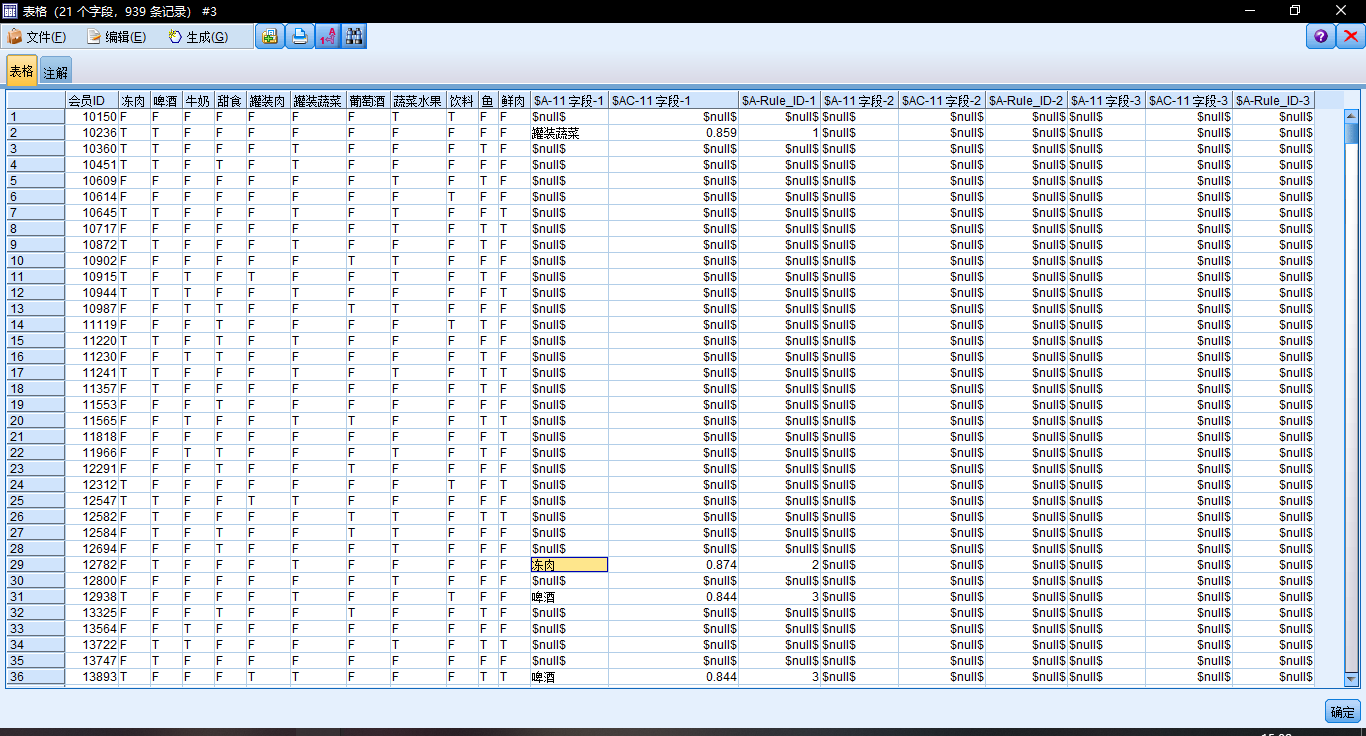 表格（21 个字段，939 条记录） #3
文件(F) 编辑(E) 生成(G)
表格 注解
会员ID 冻肉 啤酒 牛奶 甜食 罐装肉 罐装蔬菜 葡萄酒 蔬菜水果 饮料 鱼 鲜肉 $A-11 字段-1 $AC-11 字段-1 $A-Rule_ID-1 $A-11 字段-2 $AC-11 字段-2 $A-Rule_ID-2 $A-11 字段-3 $AC-11 字段-3 $A-Rule_ID-3
1 10150 F F F F F F F T T F F $null$ $null$ $null$ $null$ $null$ $null$ $null$ $null$ $null$
2 10236 T T F F F F F F F F F 罐装蔬菜 0.859 1 $null$ $null$ $null$ $null$ $null$ $null$
3 10360 T T F F F T F F F T F $null$ $null$ $null$ $null$ $null$ $null$ $null$ $null$ $null$
4 10451 T T F T F T F F F F F $null$ $null$ $null$ $null$ $null$ $null$ $null$ $null$ $null$
5 10609 F F F F F F F T F T F $null$ $null$ $null$ $null$ $null$ $null$ $null$ $null$ $null$
6 10614 F F F F F F F F T F F $null$ $null$ $null$ $null$ $null$ $null$ $null$ $null$ $null$
7 10645 T T F F F T F T F F T $null$ $null$ $null$ $null$ $null$ $null$ $null$ $null$ $null$
8 10717 F F F F F F F T F F T $null$ $null$ $null$ $null$ $null$ $null$ $null$ $null$ $null$
9 10872 T T F F F T F F F T F $null$ $null$ $null$ $null$ $null$ $null$ $null$ $null$ $null$
10 10902 F F F F F F T T F F F $null$ $null$ $null$ $null$ $null$ $null$ $null$ $null$ $null$
11 10915 T F T F T F F T F T F $null$ $null$ $null$ $null$ $null$ $null$ $null$ $null$ $null$
12 10944 T T T F F T F F F F T $null$ $null$ $null$ $null$ $null$ $null$ $null$ $null$ $null$
13 10987 F F T T F F T T F F F $null$ $null$ $null$ $null$ $null$ $null$ $null$ $null$ $null$
14 11119 F F F T F F F F T T F $null$ $null$ $null$ $null$ $null$ $null$ $null$ $null$ $null$
15 11220 T T F F F T F F F F F $null$ $null$ $null$ $null$ $null$ $null$ $null$ $null$ $null$
16 11230 F F T T F F F F F T F $null$ $null$ $null$ $null$ $null$ $null$ $null$ $null$ $null$
17 11241 T T F F F T F F F F T $null$ $null$ $null$ $null$ $null$ $null$ $null$ $null$ $null$
18 11357 F T F F F F F F F T F $null$ $null$ $null$ $null$ $null$ $null$ $null$ $null$ $null$
19 11553 F F F T F F F F F F F $null$ $null$ $null$ $null$ $null$ $null$ $null$ $null$ $null$
20 11565 F F T F F T T F F T T $null$ $null$ $null$ $null$ $null$ $null$ $null$ $null$ $null$
21 11818 F F F F F F F F F F T $null$ $null$ $null$ $null$ $null$ $null$ $null$ $null$ $null$
22 11966 F F T T F F F T F F T $null$ $null$ $null$ $null$ $null$ $null$ $null$ $null$ $null$
23 12291 F F F T F F T F F F F $null$ $null$ $null$ $null$ $null$ $null$ $null$ $null$ $null$
24 12312 T F F F F F F F T F T $null$ $null$ $null$ $null$ $null$ $null$ $null$ $null$ $null$
25 12547 T T F F T T F F F F F $null$ $null$ $null$ $null$ $null$ $null$ $null$ $null$ $null$
26 12582 F T F F F F T T F T T $null$ $null$ $null$ $null$ $null$ $null$ $null$ $null$ $null$
27 12584 F T F T F F T T F F F $null$ $null$ $null$ $null$ $null$ $null$ $null$ $null$ $null$
28 12694 F F F T F F F T F F F $null$ $null$ $null$ $null$ $null$ $null$ $null$ $null$ $null$
29 12782 F T F F F T F F F F F 冻肉 0.874 2 $null$ $null$ $null$ $null$ $null$ $null$
30 12800 F F F F F F F T F F F $null$ $null$ $null$ $null$ $null$ $null$ $null$ $null$ $null$
31 12938 T F F F F T F F T F F 啤酒 0.844 3 $null$ $null$ $null$ $null$ $null$ $null$
32 13325 F F F T F F T F F T F $null$ $null$ $null$ $null$ $null$ $null$ $null$ $null$ $null$
33 13564 F F T F F F F F F F F $null$ $null$ $null$ $null$ $null$ $null$ $null$ $null$ $null$
34 13722 F T T F F F F T F T T $null$ $null$ $null$ $null$ $null$ $null$ $null$ $null$ $null$
35 13747 F T F F F F F F F F F $null$ $null$ $null$ $null$ $null$ $null$ $null$ $null$ $null$
36 13893 T F F F T T F F F T T 啤酒 0.844 3 $null$ $null$ $null$ $null$ $null$ $null$
确定